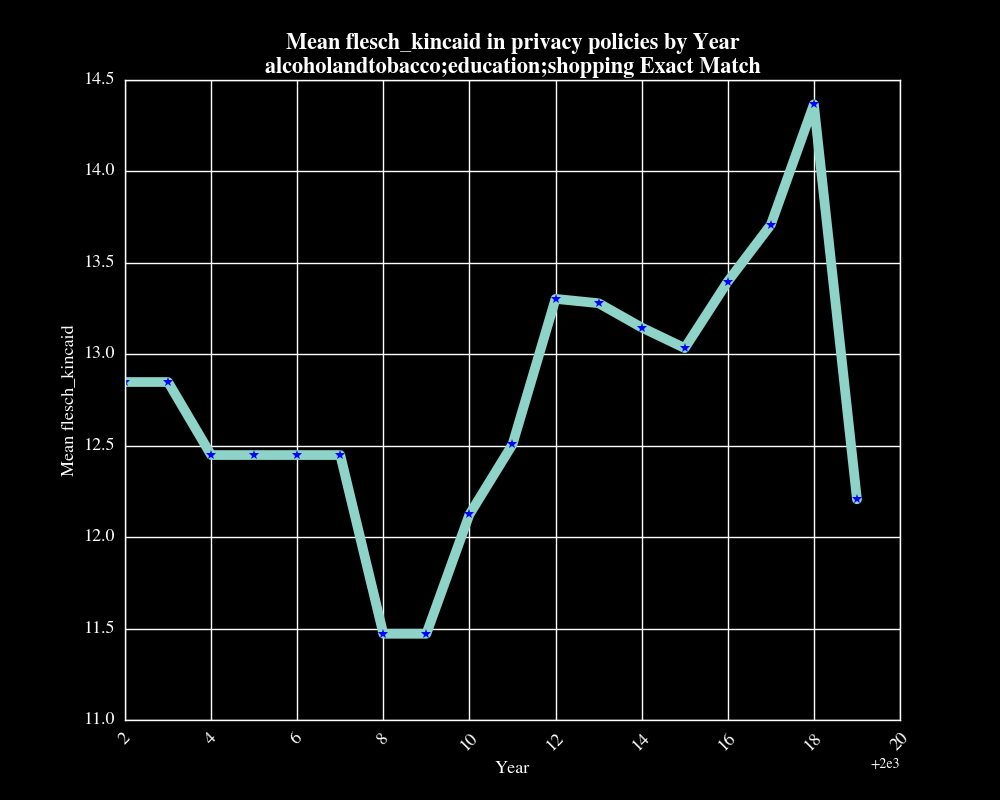 Mean flesch_kincaid in privacy policies by Year
alcoholandtobacco;education;shopping Exact Match
14.5
14.0
13.5
13.0
12.5
12.0
11.5
11.0
Mean flesch_kincaid
2 4 6 8 10 12 14 16 18 20
Year
+2e3